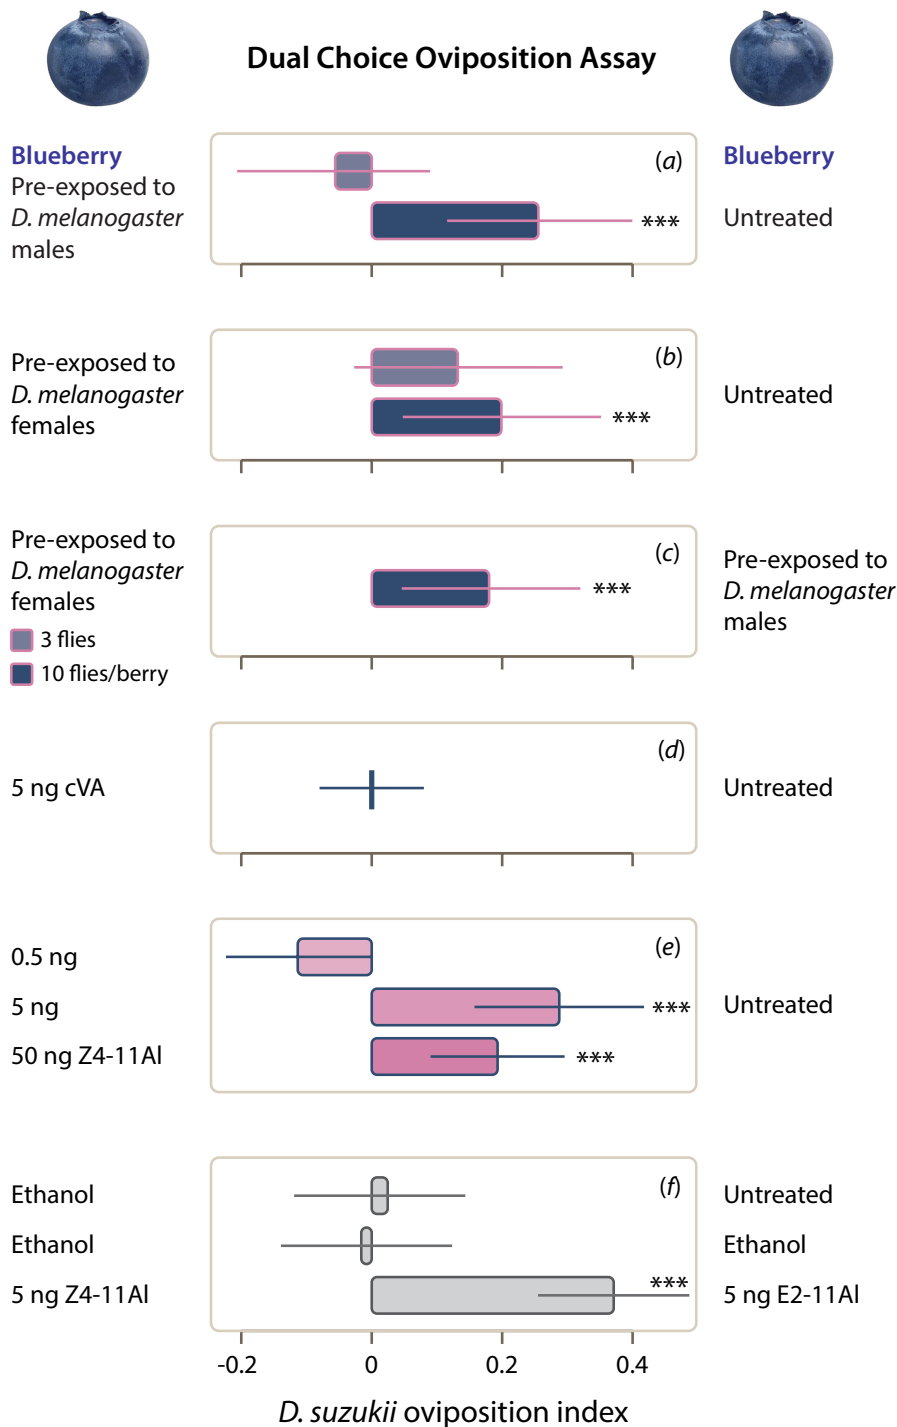 Dual Choice Oviposition Assay
Blueberry
Pre-exposed to
D. melanogaster
males
(a)
***
Blueberry
Untreated
Pre-exposed to
D. melanogaster
females
(b)
***
Untreated
Pre-exposed to
D. melanogaster
females
3 flies
10 flies/berry
(c)
***
Pre-exposed to
D. melanogaster
males
5 ng cVA
(d)
Untreated
0.5 ng
5 ng
50 ng Z4-11Al
(e)
***
***
Untreated
Ethanol
Ethanol
5 ng Z4-11Al
(f)
***
Untreated
Ethanol
5 ng E2-11Al
-0.2 0 0.2 0.4
D. suzukii oviposition index